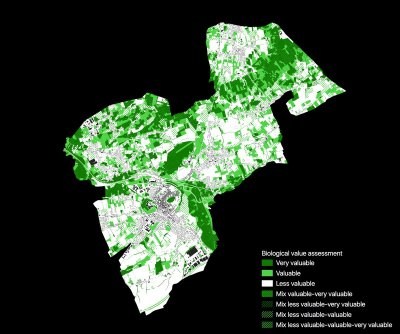 Biological value assessment
Very valuable
Valuable
Less valuable
Mix valuable-very valuable
Mix less valuable-very valuable
Mix less valuable-valuable
Mix less valuable-valuable-very valuable